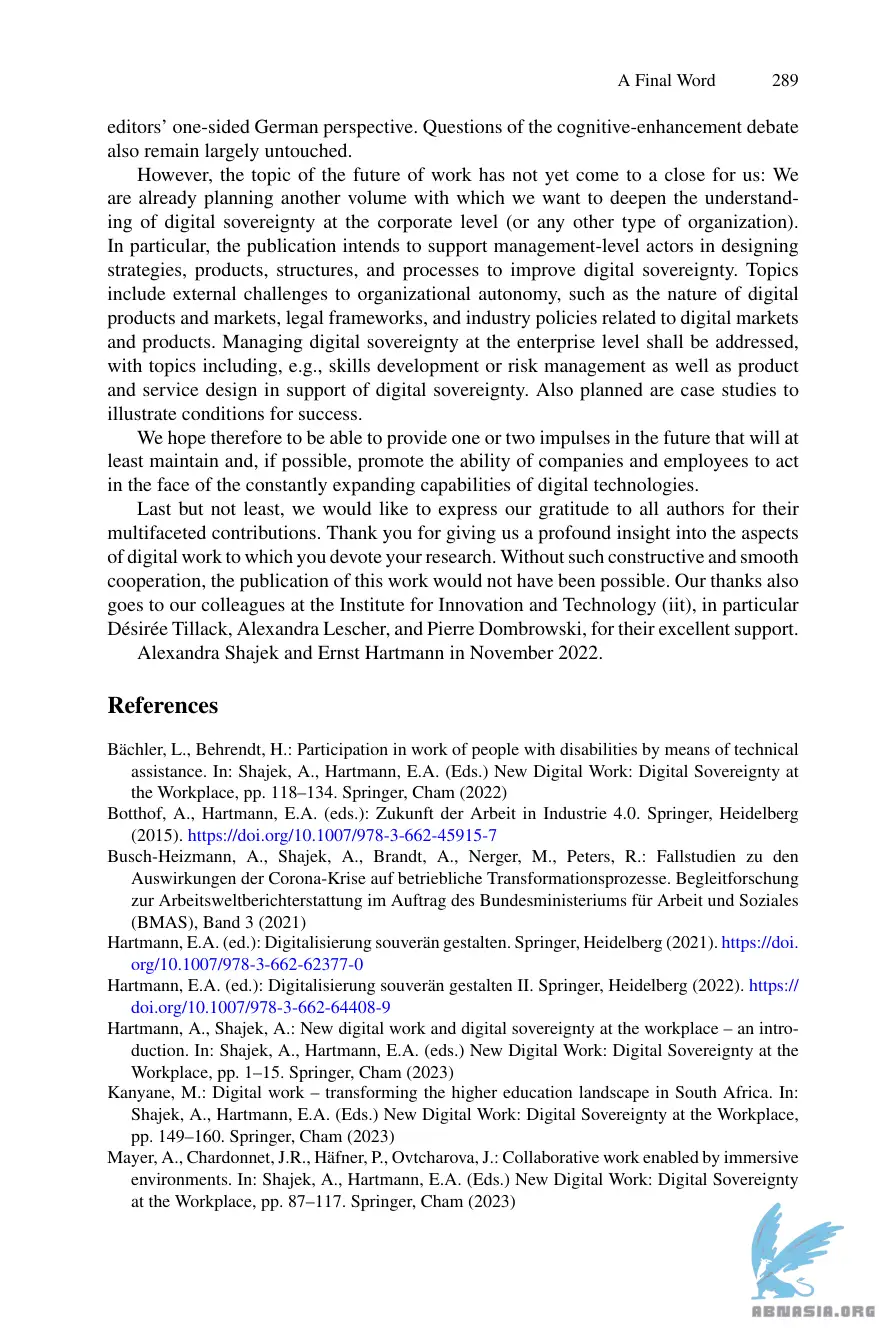 A Final Word 289
editors’ one-sided German perspective. Questions of the cognitive-enhancement debate
also remain largely untouched.
However, the topic of the future of work has not yet come to a close for us: We
are already planning another volume with which we want to deepen the understand-
ing of digital sovereignty at the corporate level (or any other type of organization).
In particular, the publication intends to support management-level actors in designing
strategies, products, structures, and processes to improve digital sovereignty. Topics
include external challenges to organizational autonomy, such as the nature of digital
products and markets, legal frameworks, and industry policies related to digital markets
and products. Managing digital sovereignty at the enterprise level shall be addressed,
with topics including, e.g., skills development or risk management as well as product
and service design in support of digital sovereignty. Also planned are case studies to
illustrate conditions for success.
We hope therefore to be able to provide one or two impulses in the future that will at
least maintain and, if possible, promote the ability of companies and employees to act
in the face of the constantly expanding capabilities of digital technologies.
Last but not least, we would like to express our gratitude to all authors for their
multifaceted contributions. Thank you for giving us a profound insight into the aspects
of digital work to which you devote your research. Without such constructive and smooth
cooperation, the publication of this work would not have been possible. Our thanks also
goes to our colleagues at the Institute for Innovation and Technology (iit), in particular
Désirée Tillack, Alexandra Lescher, and Pierre Dombrowski, for their excellent support.
Alexandra Shajek and Ernst Hartmann in November 2022.
References
Bächler, L., Behrendt, H.: Participation in work of people with disabilities by means of technical
assistance. In: Shajek, A., Hartmann, E.A. (Eds.) New Digital Work: Digital Sovereignty at
the Workplace, pp. 118–134. Springer, Cham (2022)
Botthof, A., Hartmann, E.A. (eds.): Zukunft der Arbeit in Industrie 4.0. Springer, Heidelberg
(2015). https://doi.org/10.1007/978-3-662-45915-7
Busch-Heizmann, A., Shajek, A., Brandt, A., Nerger, M., Peters, R.: Fallstudien zu den
Auswirkungen der Corona-Krise auf betriebliche Transformationsprozesse. Begleitforschung
zur Arbeitsweltberichterstattung im Auftrag des Bundesministeriums für Arbeit und Soziales
(BMAS), Band 3 (2021)
Hartmann, E.A. (ed.): Digitalisierung souverän gestalten. Springer, Heidelberg (2021). https://doi.
org/10.1007/978-3-662-62377-0
Hartmann, E.A. (ed.): Digitalisierung souverän gestalten II. Springer, Heidelberg (2022). https://
doi.org/10.1007/978-3-662-64408-9
Hartmann, A., Shajek, A.: New digital work and digital sovereignty at the workplace – an intro-
duction. In: Shajek, A., Hartmann, E.A. (eds.) New Digital Work: Digital Sovereignty at the
Workplace, pp. 1–15. Springer, Cham (2023)
Kanyane, M.: Digital work – transforming the higher education landscape in South Africa. In:
Shajek, A., Hartmann, E.A. (Eds.) New Digital Work: Digital Sovereignty at the Workplace,
pp. 149–160. Springer, Cham (2023)
Mayer, A., Chardonnet, J.R., Häfner, P., Ovtcharova, J.: Collaborative work enabled by immersive
environments. In: Shajek, A., Hartmann, E.A. (Eds.) New Digital Work: Digital Sovereignty
at the Workplace, pp. 87–117. Springer, Cham (2023)
ABNASIA.ORG